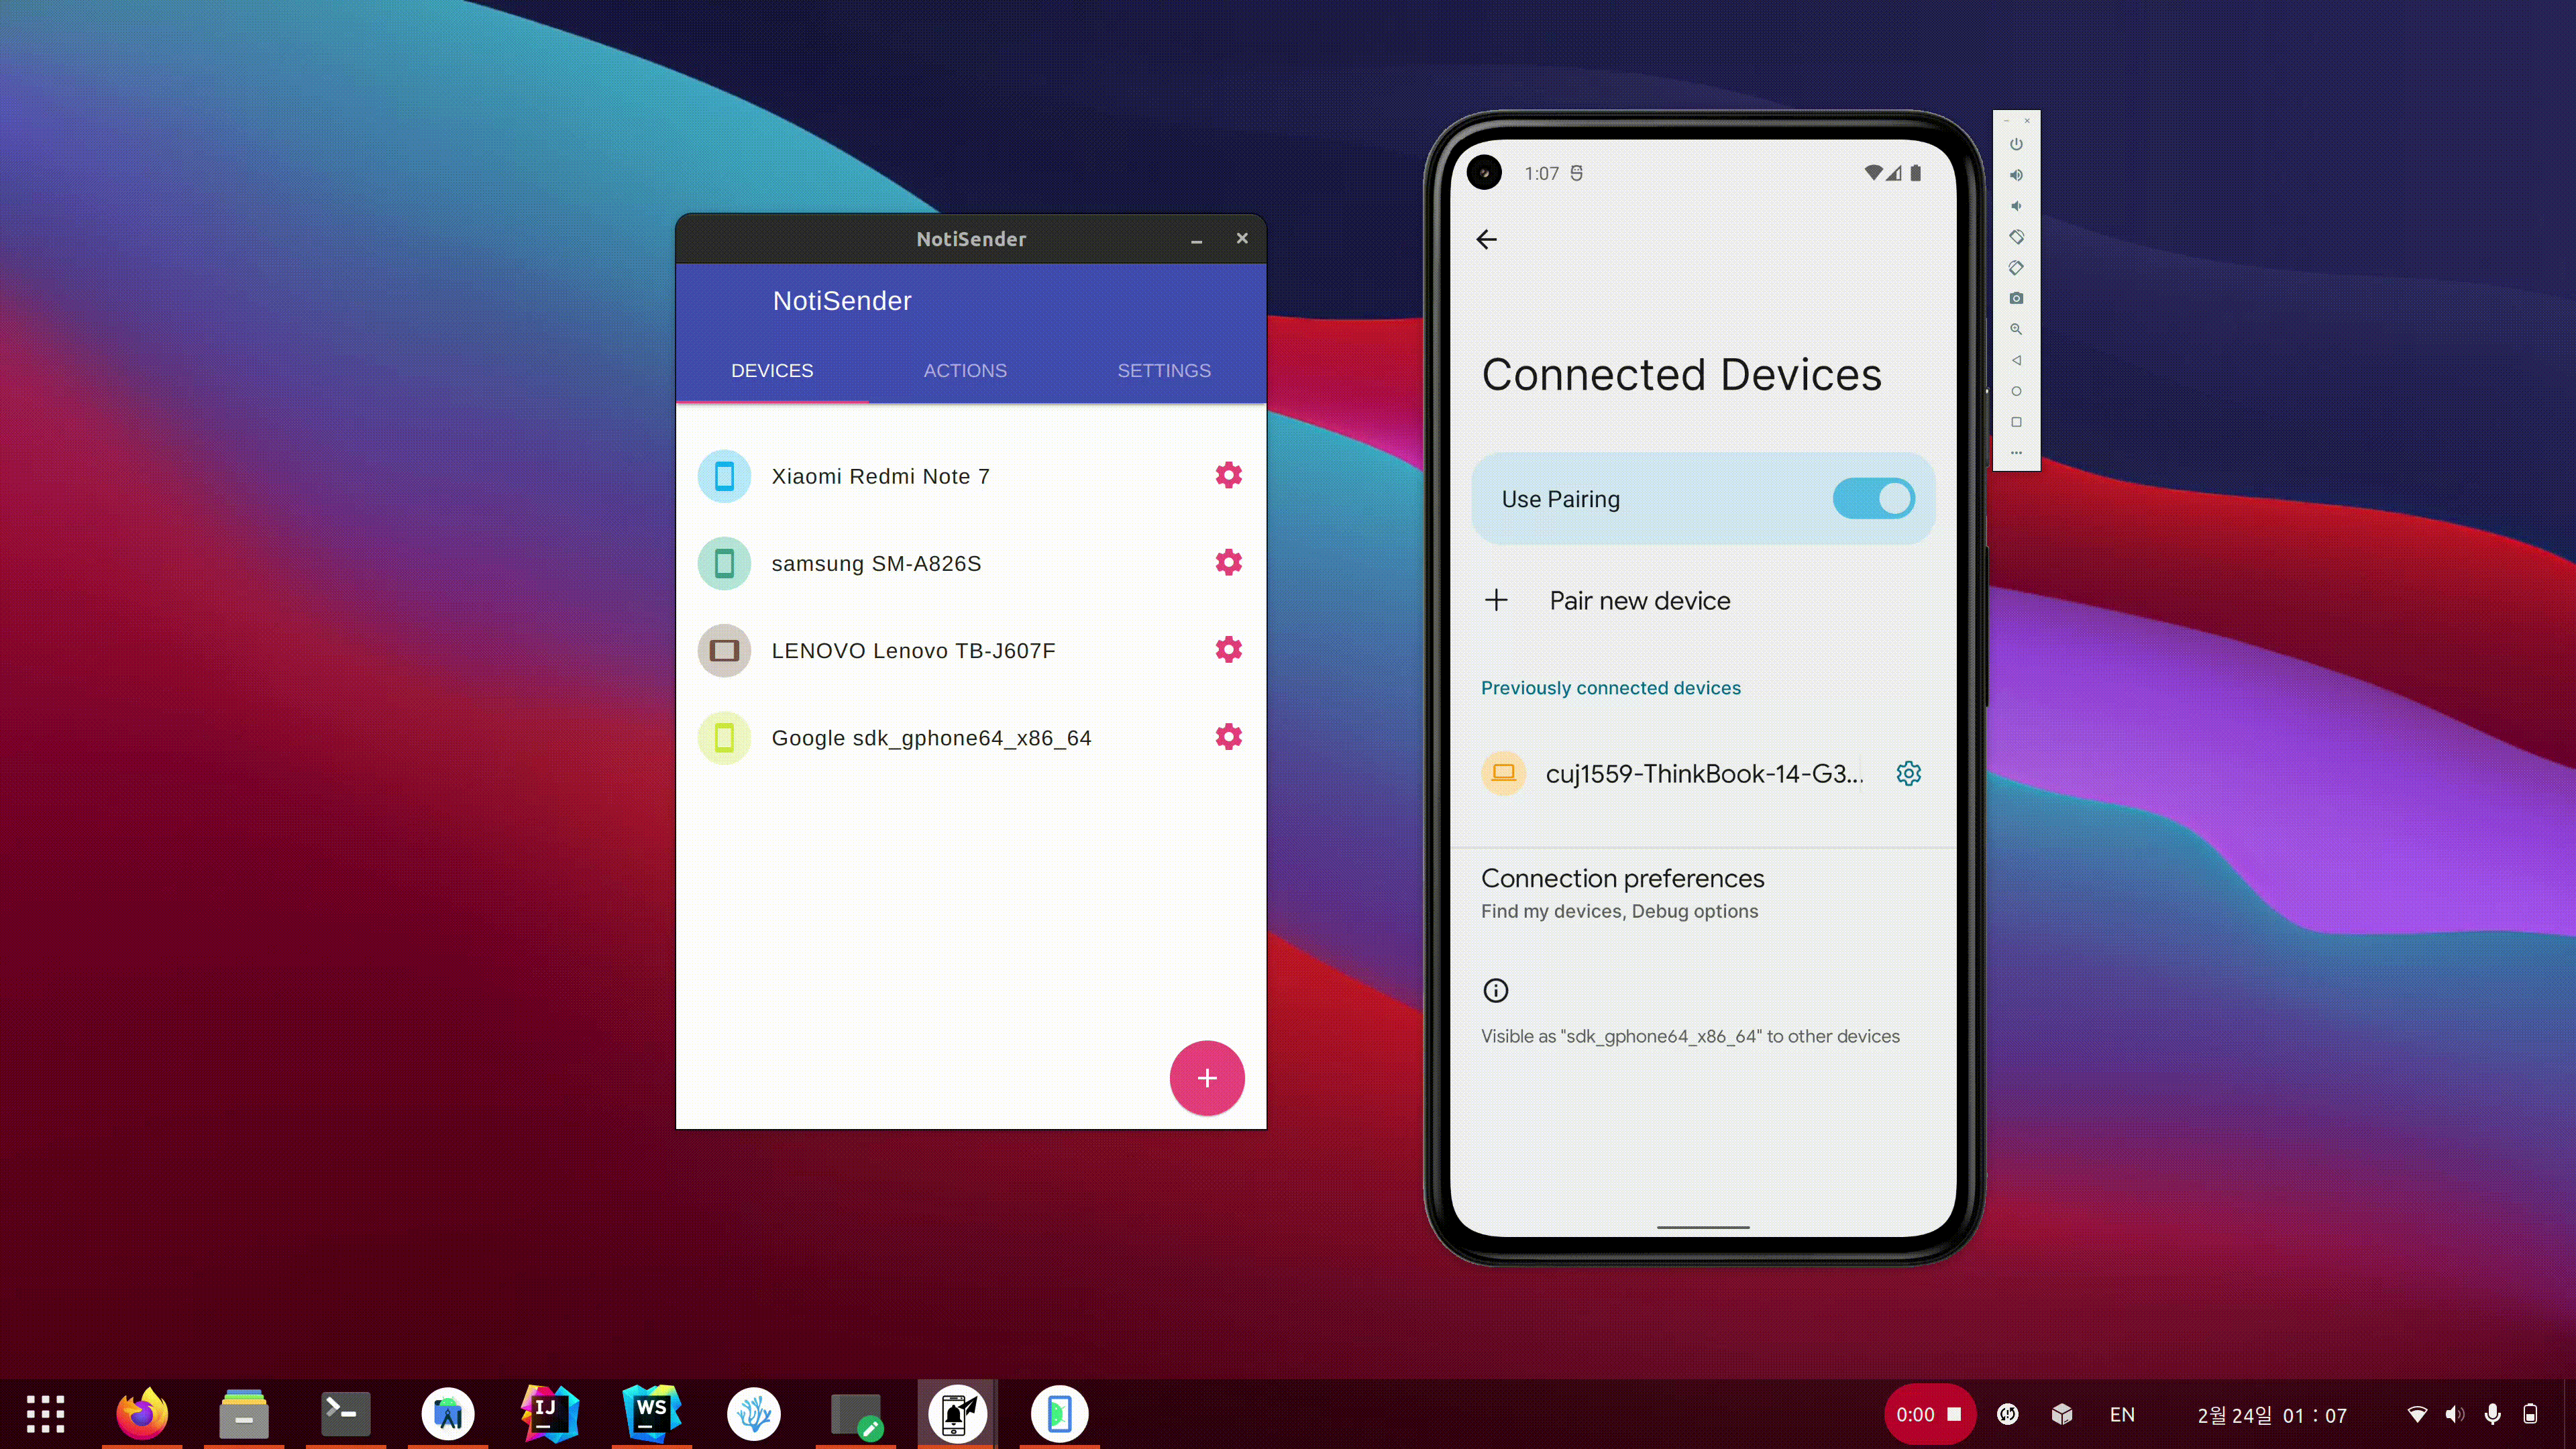 NotiSender
NotiSender
DEVICES ACTIONS SETTINGS
Xiaomi Redmi Note 7
samsung SM-A826S
LENOVO Lenovo TB-J607F
Google sdk_gphone64_x86_64
1:07
Connected Devices
Use Pairing
Pair new device
Previously connected devices
cuj1559-ThinkBook-14-G3...
Connection preferences
Find my devices, Debug options
Visible as "sdk_gphone64_x86_64" to other devices
IJ
WS
0:00
EN
2월 24일 01 : 07